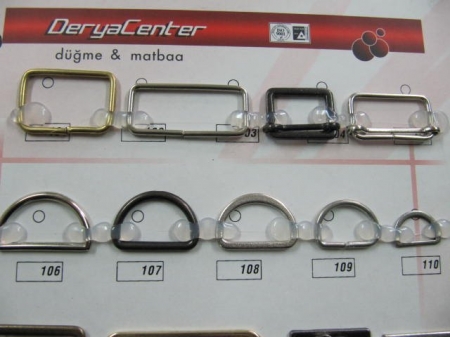 DeryaCenter
düğme & matbaa
106 107 108 109 110